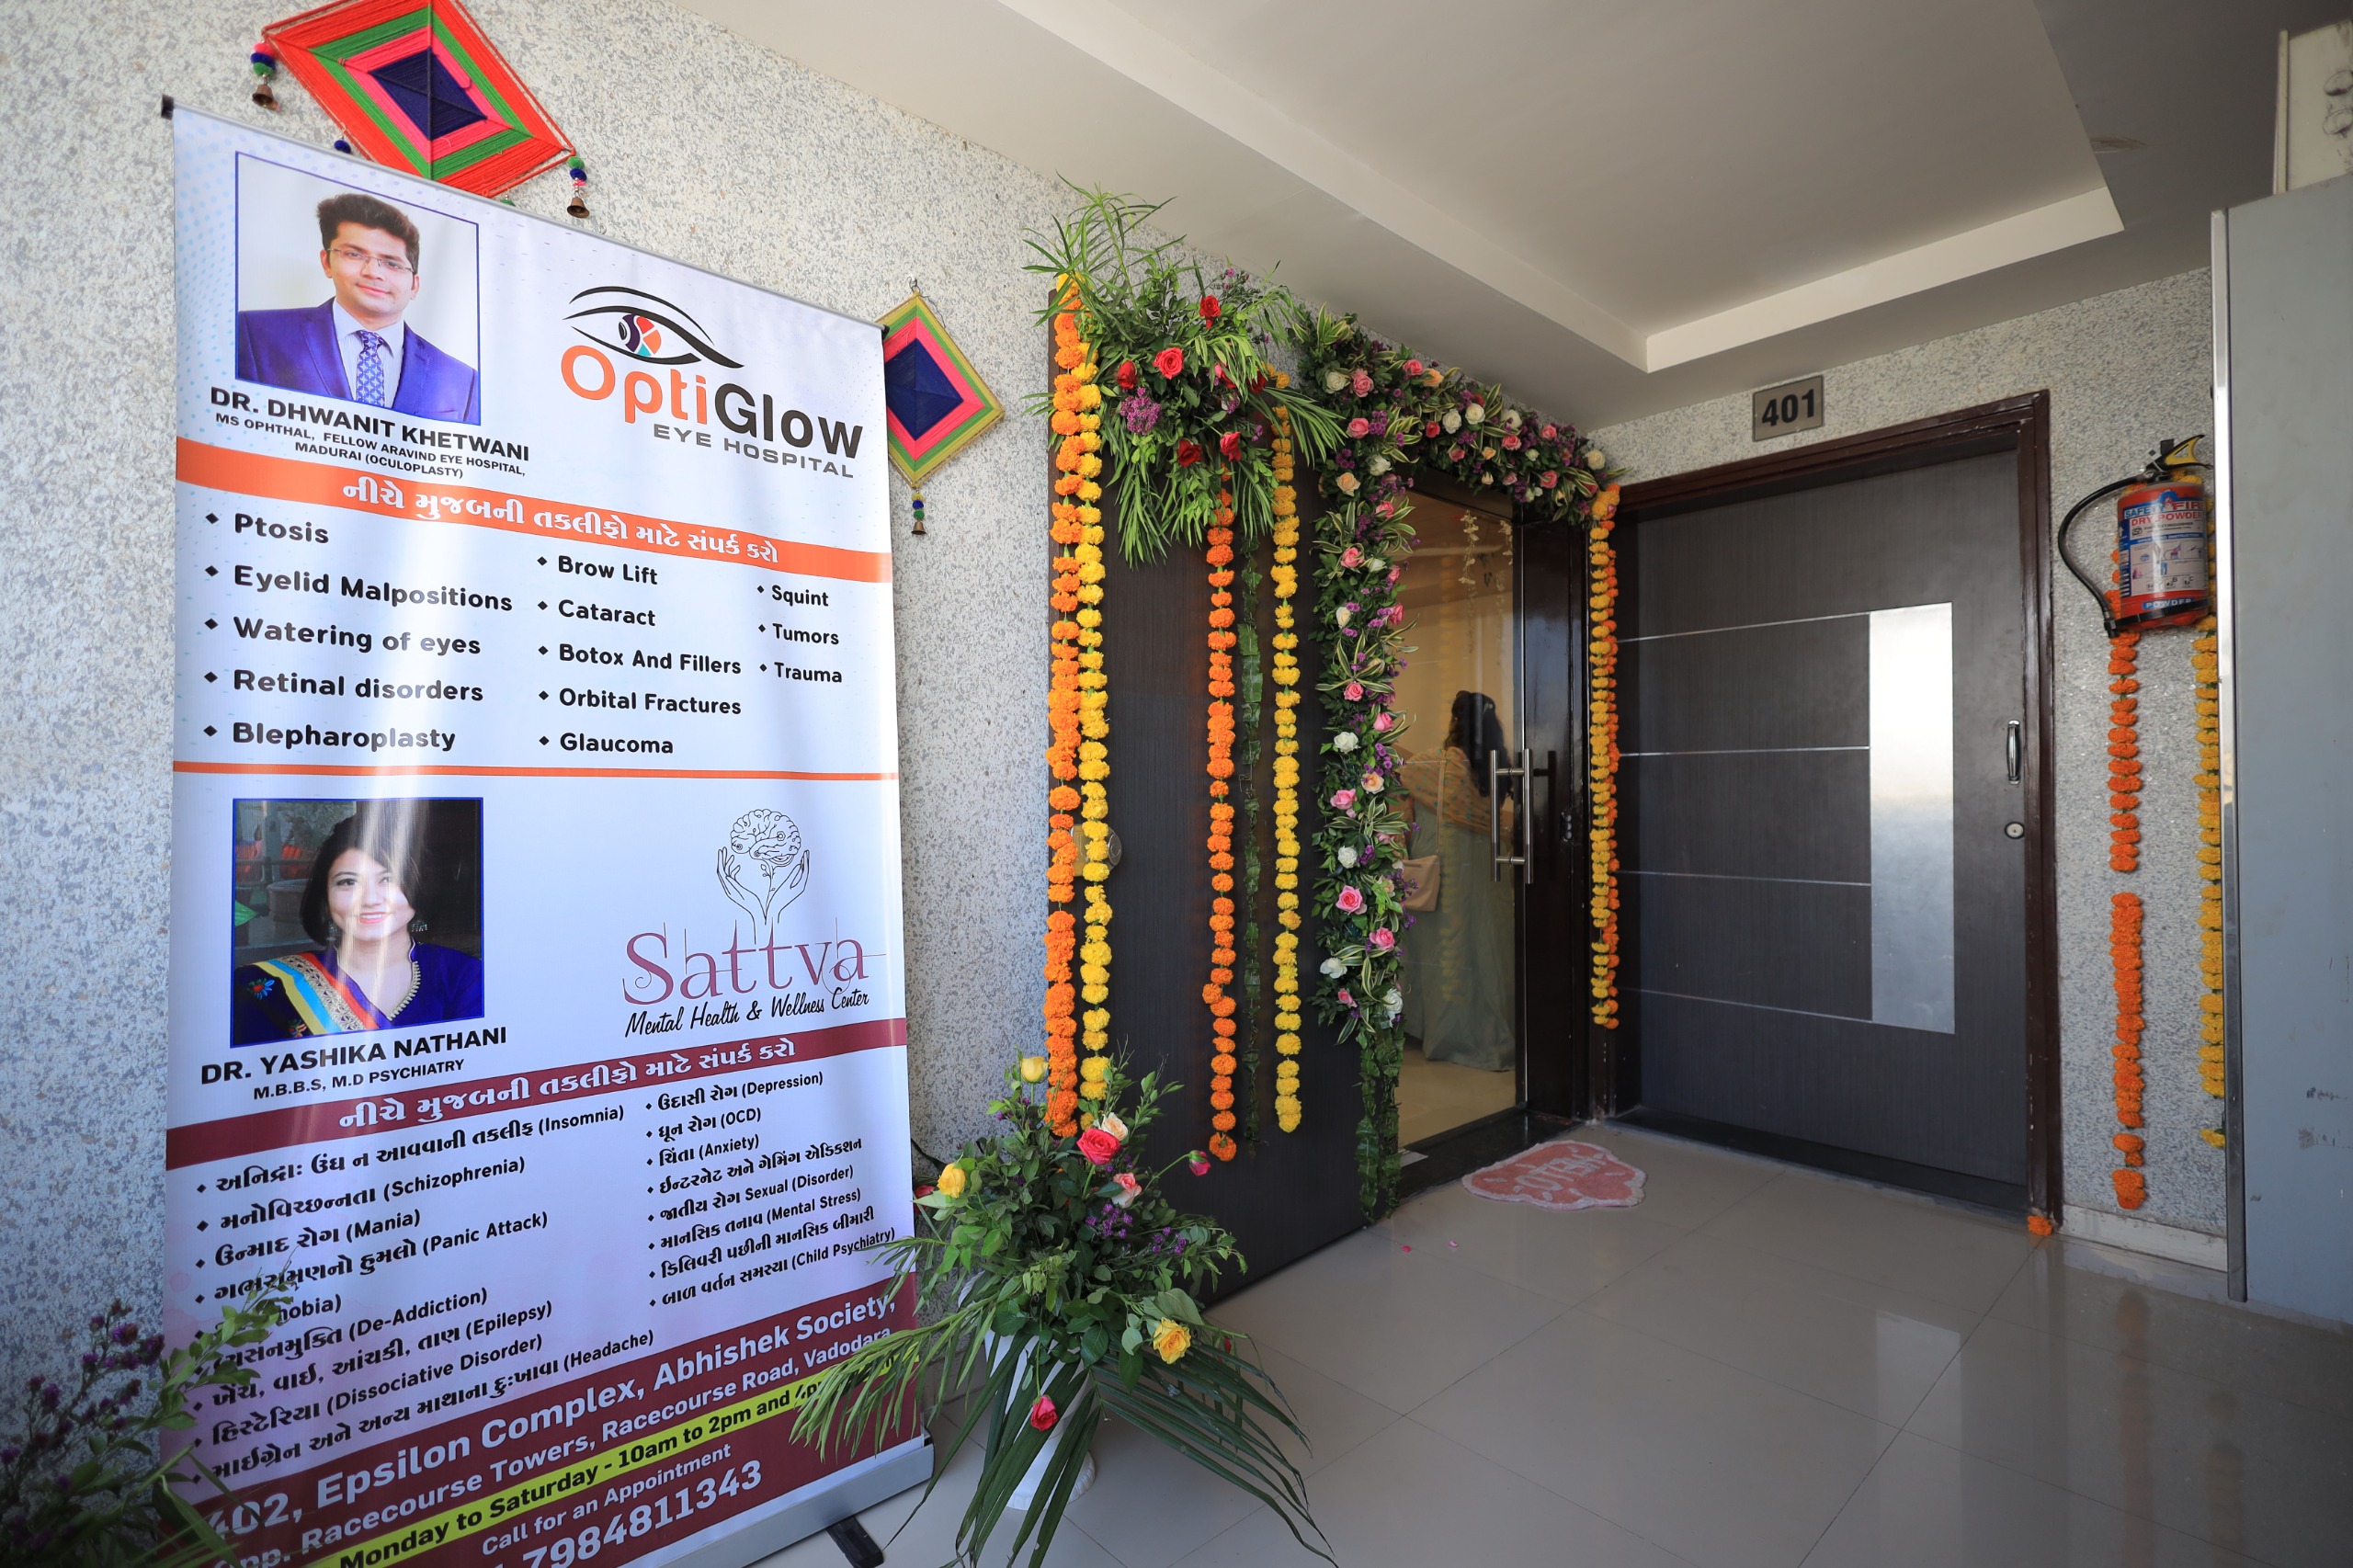 DR. DHWANIT KHETWANI
MS OPHTHAL, FELLOW ARAVIND EYE HOSPITAL,
MADURAI (OCULOPLASTY)
OptiGlow
EYE HOSPITAL
નીચે મુજબની તકલીફો માટે સંપર્ક કરો
Ptosis
Eyelid Malpositions
Watering of eyes
Retinal disorders
Blepharoplasty
Brow Lift
Cataract
Botox And Fillers
Orbital Fractures
Glaucoma
Squint
Tumors
Trauma
DR. YASHIKA NATHANI
M.B.B.S, M.D PSYCHIATRY
Sattva
Mental Health & Wellness Center
નીચે મુજબની તકલીફો માટે સંપર્ક કરો
અનિદ્રાઃ ઉંઘ ન આવવાની તકલીફ (Insomnia)
મનોવિચ્છન્નતા (Schizophrenia)
ઉન્માદ રોગ (Mania)
ગભરામણનો હુમલો (Panic Attack)
ખેંચ, વાઈ, આંચકી, તાણ (Epilepsy)
(De-Addiction)
હિસ્ટેરિયા (Dissociative Disorder)
માઈગ્રેન અને અન્ય માથાના દુઃખાવા (Headache)
ઉદાસી રોગ (Depression)
ધૂન રોગ (OCD)
ચિંતા (Anxiety)
ઈન્ટરનેટ અને ગેમિંગ એડિકશન
જાતીય રોગ Sexual (Disorder)
માનસિક તનાવ (Mental Stress)
ડિલિવરી પછીની માનસિક બીમારી
બાળ વર્તન સમસ્યા (Child Psychiatry)
402, Epsilon Complex, Abhishek Society,
Opp. Racecourse Towers, Racecourse Road, Vadodara
Monday to Saturday - 10am to 2pm and
Call for an Appointment
7984811343
401
DRY POWDER
POWDER